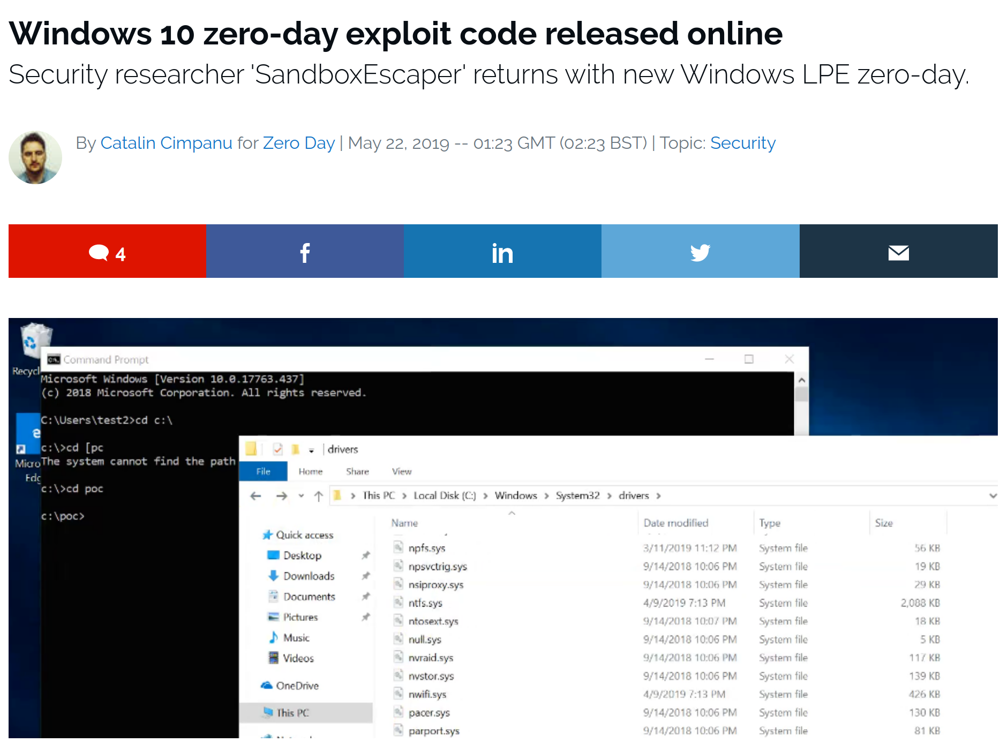 Windows 10 zero-day exploit code released online
Security researcher 'SandboxEscaper' returns with new Windows LPE zero-day.
By Catalin Cimpanu for Zero Day | May 22, 2019 -- 01:23 GMT (02:23 BST) | Topic: Security
4
f
in
Recycl
Command Prompt
Microsoft Windows [Version 10.0.17763.437]
(c) 2018 Microsoft Corporation. All rights reserved.
C:\Users\test2>cd c:\
c:\>cd [pc
The system cannot find the path
c:\>cd poc
c:\poc>
Micro
Edg
drivers
File Home Share View
This PC > Local Disk (C:) > Windows > System32 > drivers >
Quick access
Desktop
Downloads
Documents
Pictures
Music
Videos
OneDrive
This PC
Name Date modified Type Size
npfs.sys 3/11/2019 11:12 PM System file 56 KB
npsvctrig.sys 9/14/2018 10:06 PM System file 19 KB
nsiproxy.sys 9/14/2018 10:06 PM System file 29 KB
ntfs.sys 4/9/2019 7:13 PM System file 2,088 KB
ntosext.sys 9/14/2018 10:07 PM System file 18 KB
null.sys 9/14/2018 10:06 PM System file 5 KB
nvraid.sys 9/14/2018 10:06 PM System file 117 KB
nvstor.sys 9/14/2018 10:06 PM System file 139 KB
nwifi.sys 4/9/2019 7:13 PM System file 426 KB
pacer.sys 9/14/2018 10:06 PM System file 130 KB
parport.sys 9/14/2018 10:06 PM System file 81 KB